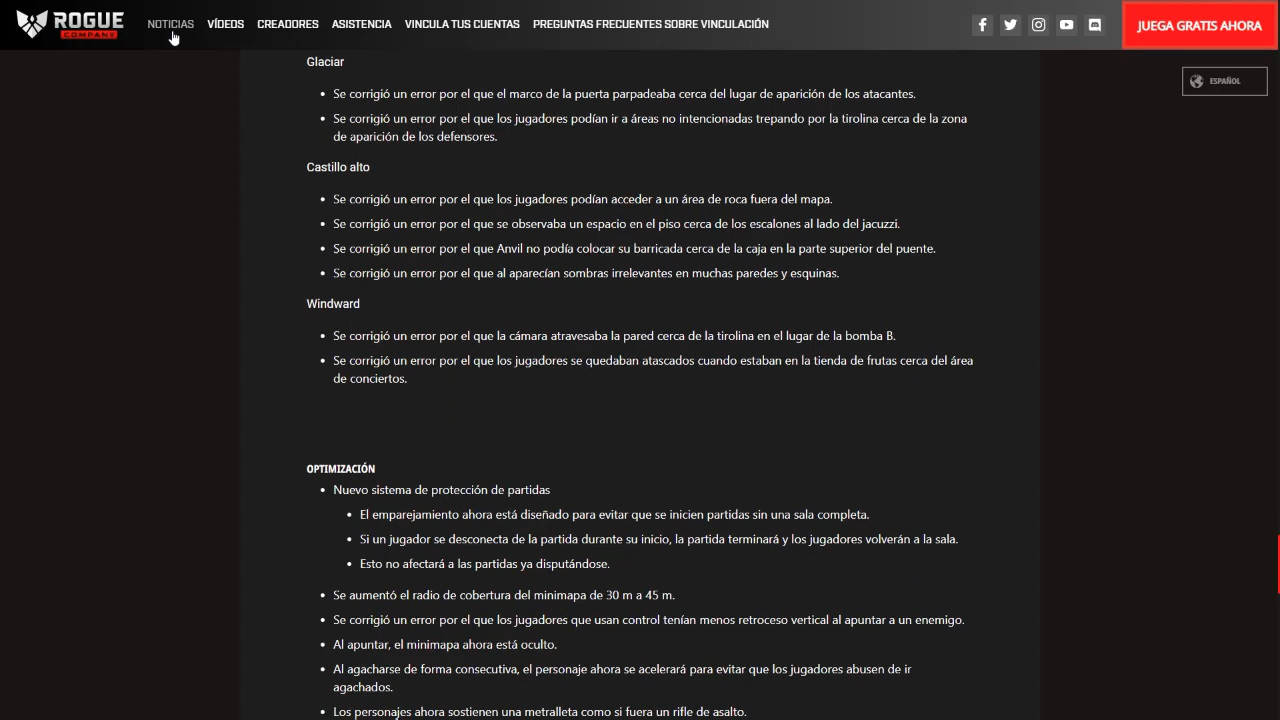 ROGUE
COMPANY
NOTICIAS
VÍDEOS
CREADORES
ASISTENCIA
VINCULA TUS CUENTAS
PREGUNTAS FRECUENTES SOBRE VINCULACIÓN
JUEGA GRATIS AHORA
ESPAÑOL
Glaciar
• Se corrigió un error por el que el marco de la puerta parpadeaba cerca del lugar de aparición de los atacantes.
• Se corrigió un error por el que los jugadores podían ir a áreas no intencionadas trepando por la tirolina cerca de la zona
de aparición de los defensores.
Castillo alto
• Se corrigió un error por el que los jugadores podían acceder a un área de roca fuera del mapa.
• Se corrigió un error por el que se observaba un espacio en el piso cerca de los escalones al lado del jacuzzi.
• Se corrigió un error por el que Anvil no podía colocar su barricada cerca de la caja en la parte superior del puente.
• Se corrigió un error por el que al aparecían sombras irrelevantes en muchas paredes y esquinas.
Windward
• Se corrigió un error por el que la cámara atravesaba la pared cerca de la tirolina en el lugar de la bomba B.
• Se corrigió un error por el que los jugadores se quedaban atascados cuando estaban en la tienda de frutas cerca del área
de conciertos.
OPTIMIZACIÓN
• Nuevo sistema de protección de partidas
• El emparejamiento ahora está diseñado para evitar que se inicien partidas sin una sala completa.
• Si un jugador se desconecta de la partida durante su inicio, la partida terminará y los jugadores volverán a la sala.
• Esto no afectará a las partidas ya disputándose.
• Se aumentó el radio de cobertura del minimapa de 30 m a 45 m.
• Se corrigió un error por el que los jugadores que usan control tenían menos retroceso vertical al apuntar a un enemigo.
• Al apuntar, el minimapa ahora está oculto.
• Al agacharse de forma consecutiva, el personaje ahora se acelerará para evitar que los jugadores abusen de ir
agachados.
• Los personajes ahora sostienen una metralleta como si fuera un rifle de asalto.